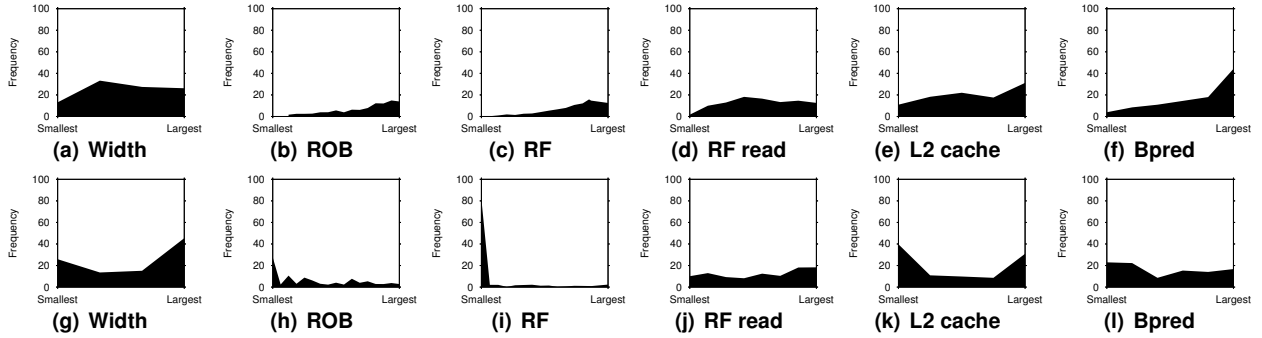 100
80
60
40
20
0
Frequency
Smallest Largest
(a) Width
100
80
60
40
20
0
Frequency
Smallest Largest
(b) ROB
100
80
60
40
20
0
Frequency
Smallest Largest
(c) RF
100
80
60
40
20
0
Frequency
Smallest Largest
(d) RF read
100
80
60
40
20
0
Frequency
Smallest Largest
(e) L2 cache
100
80
60
40
20
0
Frequency
Smallest Largest
(f) Bpred
100
80
60
40
20
0
Frequency
Smallest Largest
(g) Width
100
80
60
40
20
0
Frequency
Smallest Largest
(h) ROB
100
80
60
40
20
0
Frequency
Smallest Largest
(i) RF
100
80
60
40
20
0
Frequency
Smallest Largest
(j) RF read
100
80
60
40
20
0
Frequency
Smallest Largest
(k) L2 cache
100
80
60
40
20
0
Frequency
Smallest Largest
(l) Bpred